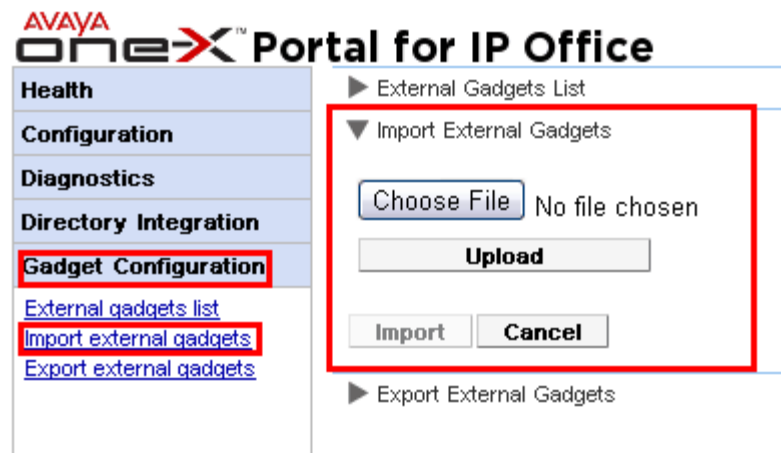 AVAYA
one-X™ Portal for IP Office
Health
Configuration
Diagnostics
Directory Integration
Gadget Configuration
External gadgets list
Import external gadgets
Export external gadgets
External Gadgets List
Import External Gadgets
Choose File No file chosen
Upload
Import Cancel
Export External Gadgets